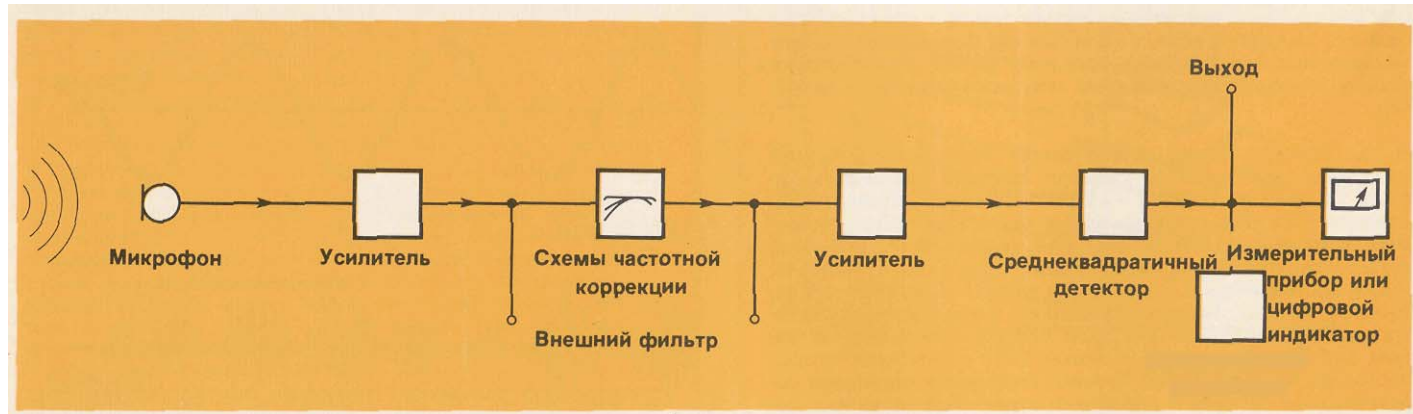 Выход
Микрофон
Усилитель
Схемы частотной
коррекции
Усилитель
Среднеквадратичный
детектор
Измерительный
прибор или
цифровой
индикатор
Внешний фильтр